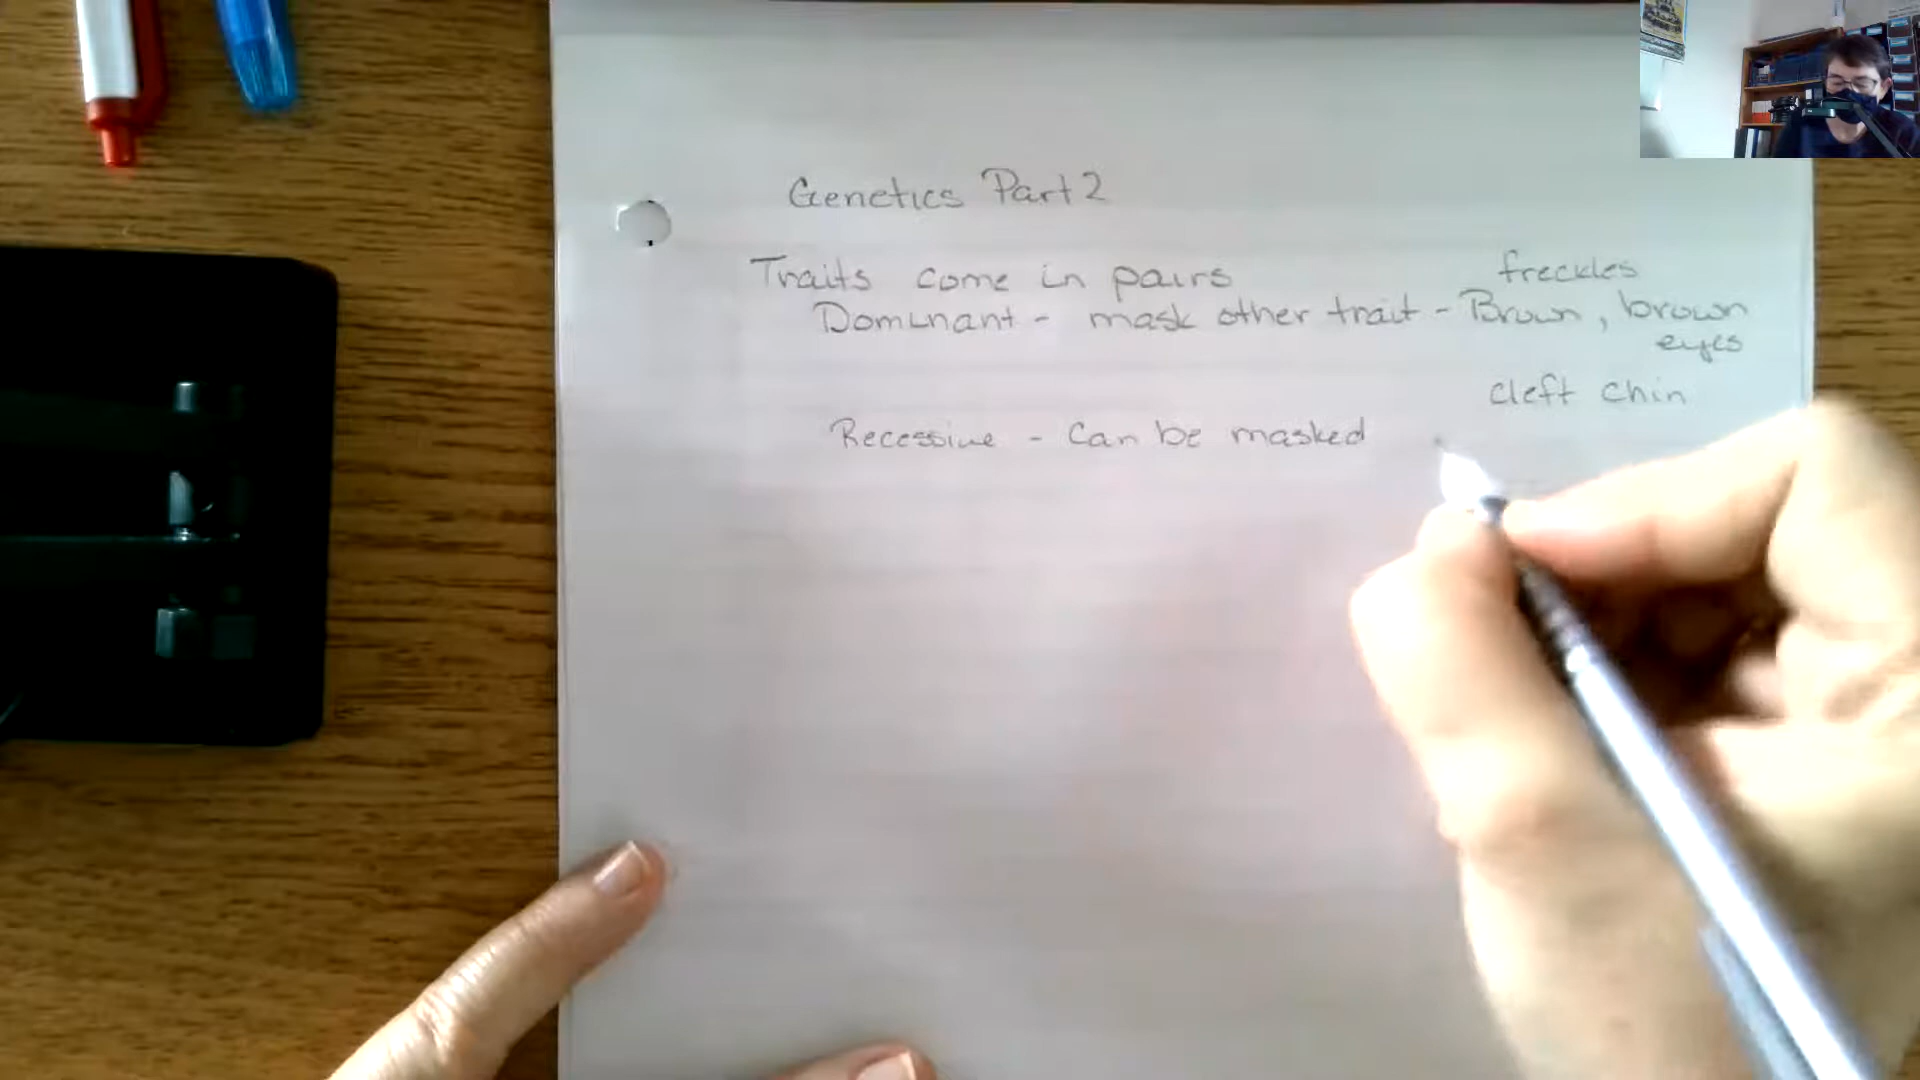 Genetics Part 2
Traits come in pairs
freckles
Dominant - mask other trait - Brown, brown
eyes
cleft chin
Recessive - Can be masked